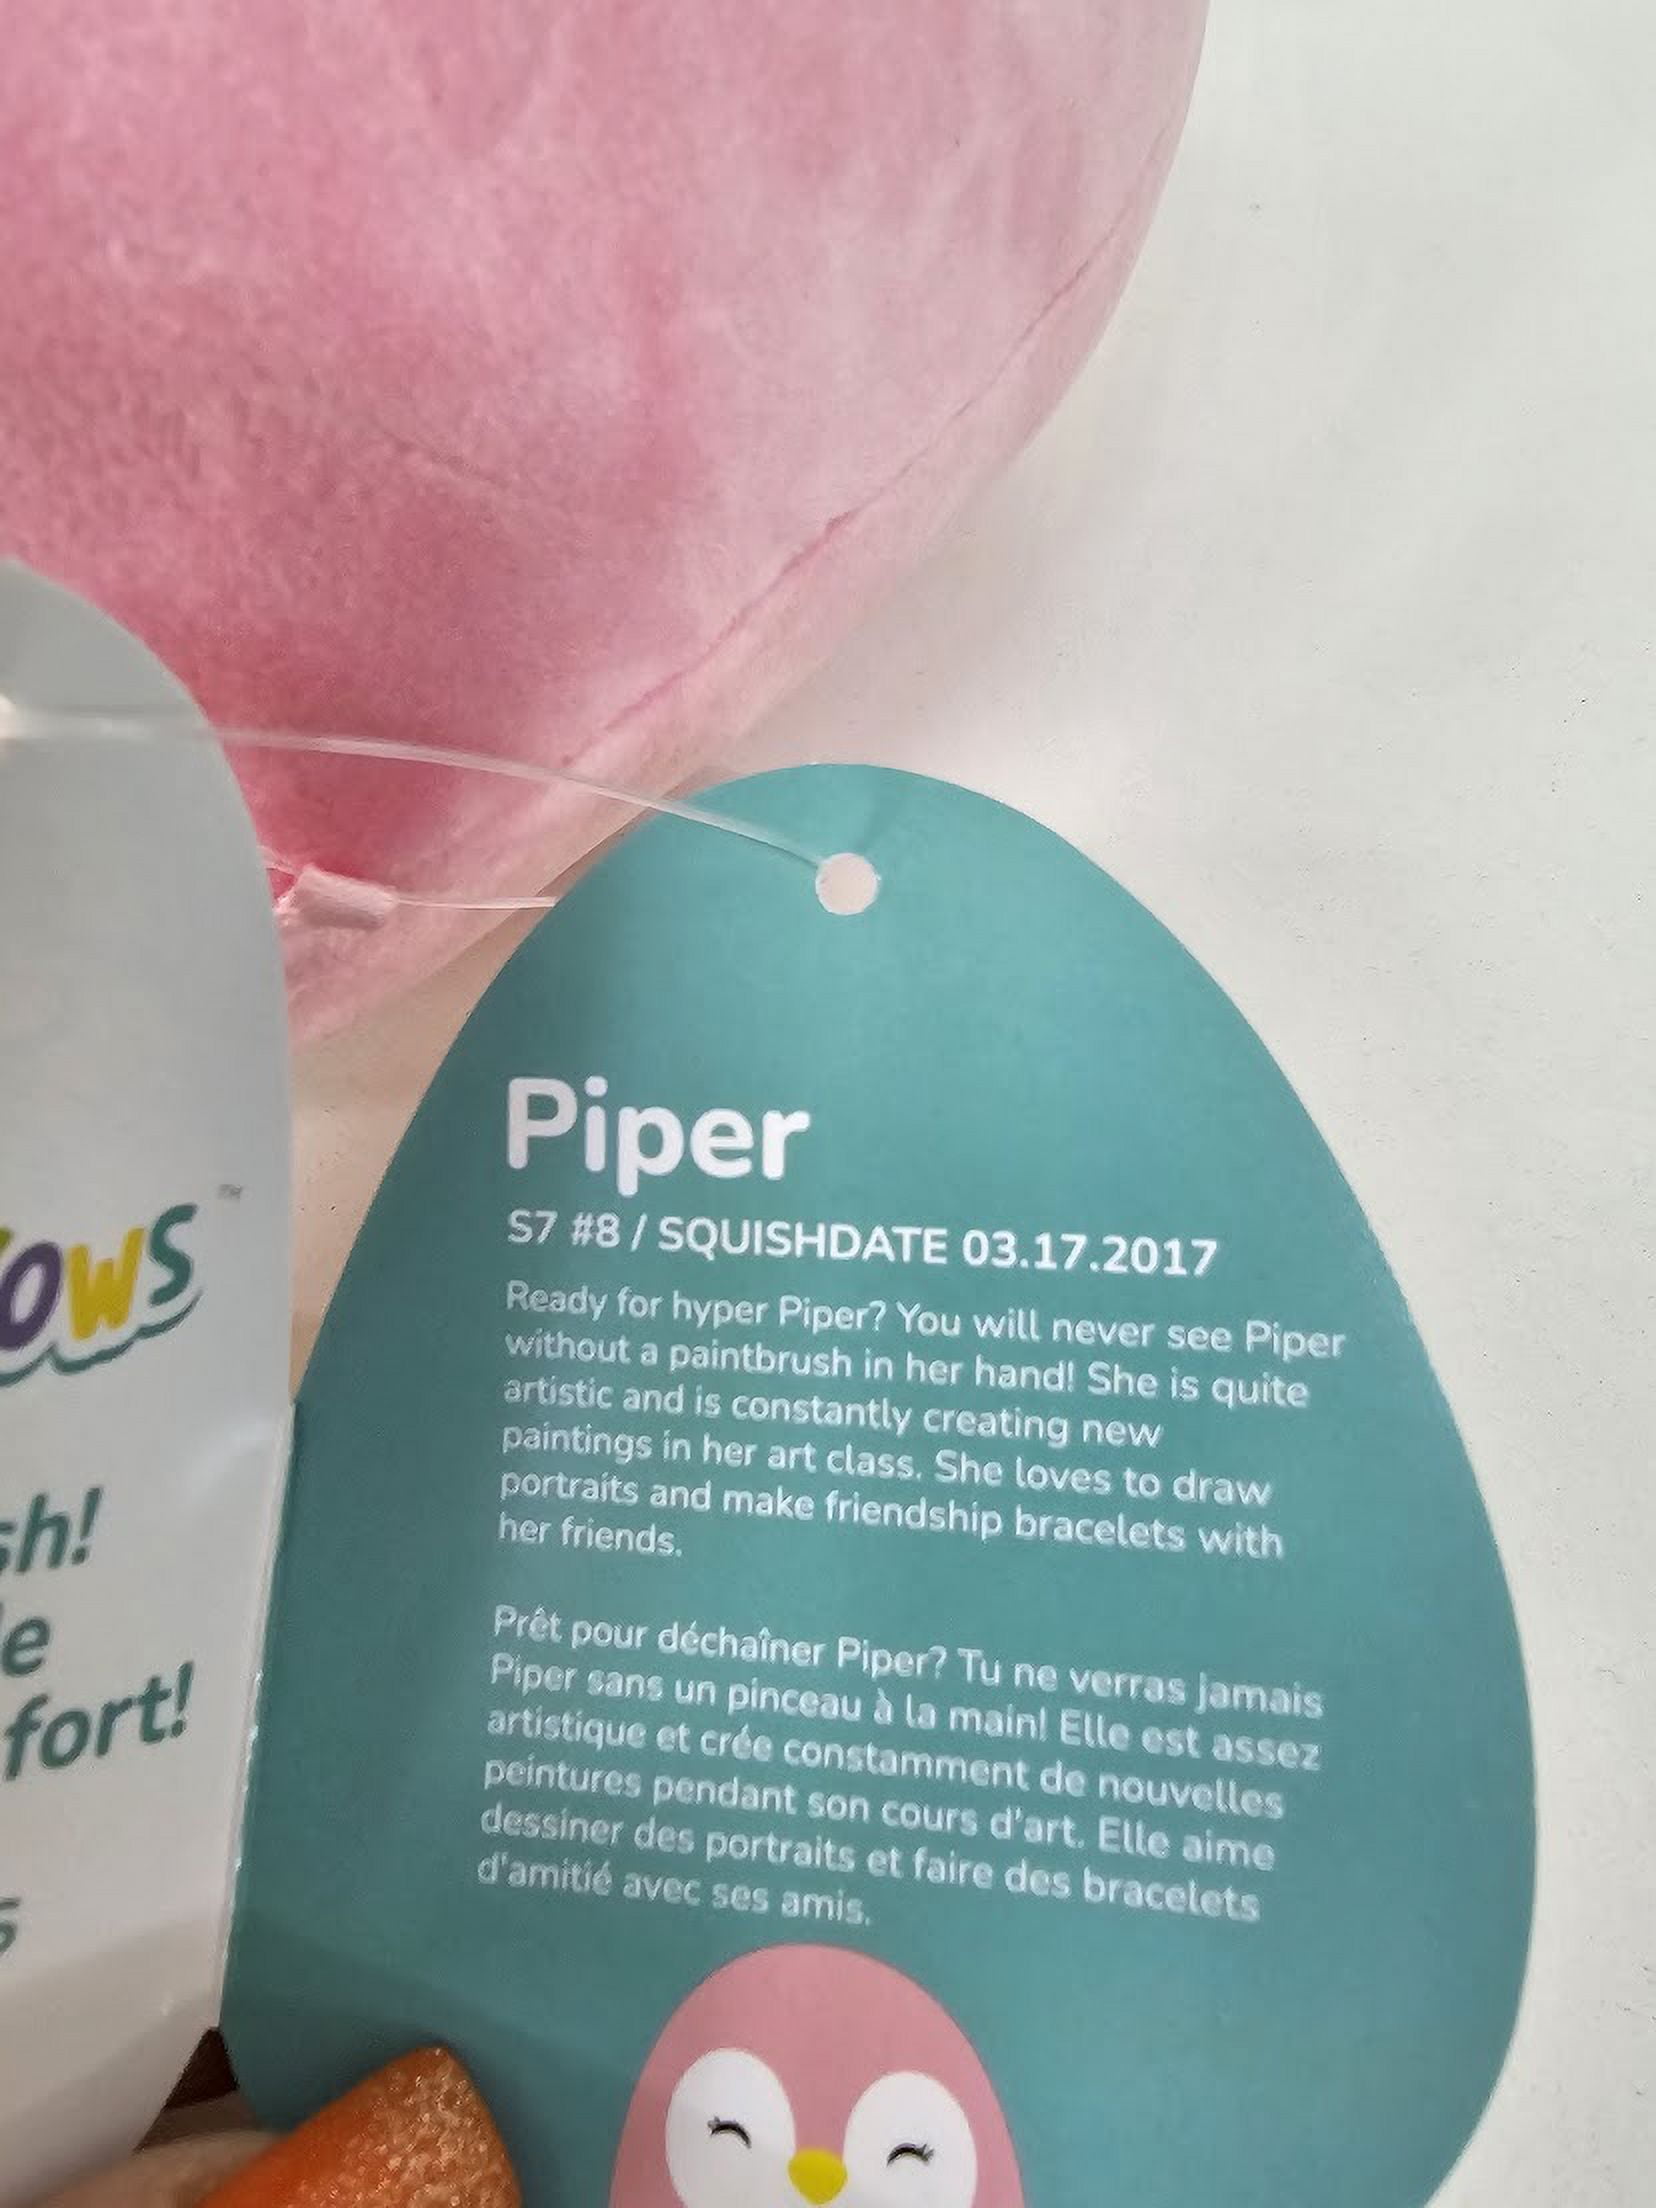 OWS™
sh!
e
fort!
Piper
S7 #8 / SQUISHDATE 03.17.2017
Ready for hyper Piper? You will never see Piper
without a paintbrush in her hand! She is quite
artistic and is constantly creating new
paintings in her art class. She loves to draw
portraits and make friendship bracelets with
her friends.
Prêt pour déchaîner Piper? Tu ne verras jamais
Piper sans un pinceau à la main! Elle est assez
artistique et crée constamment de nouvelles
peintures pendant son cours d'art. Elle aime
dessiner des portraits et faire des bracelets
d'amitié avec ses amis.